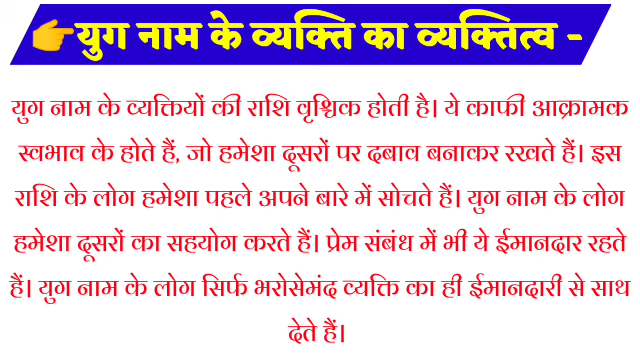 👉युग नाम के व्यक्ति का व्यक्तित्व -
युग नाम के व्यक्तियों की राशि वृश्चिक होती है। ये काफी आक्रामक
स्वभाव के होते हैं, जो हमेशा दूसरों पर दबाव बनाकर रखते हैं। इस
राशि के लोग हमेशा पहले अपने बारे में सोचते हैं। युग नाम के लोग
हमेशा दूसरों का सहयोग करते हैं। प्रेम संबंध में भी ये ईमानदार रहते
हैं। युग नाम के लोग सिर्फ भरोसेमंद व्यक्ति का ही ईमानदारी से साथ
देते हैं।